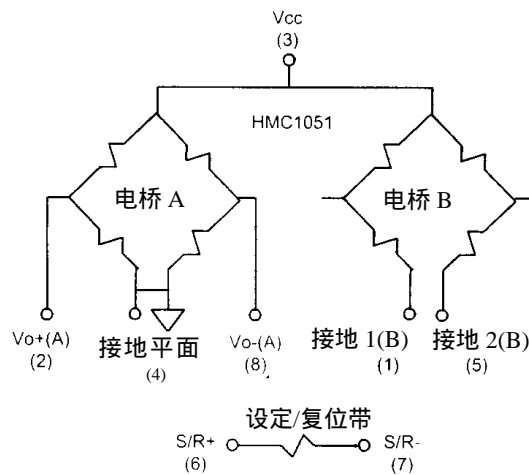 Vcc
(3)
HMC1051
电桥 A
电桥 B
Vo+(A)
(2)
接地平面
(4)
Vo-(A)
(8)
接地 1(B)
(1)
接地 2(B)
(5)
设定/复位带
S/R+
(6)
S/R-
(7)